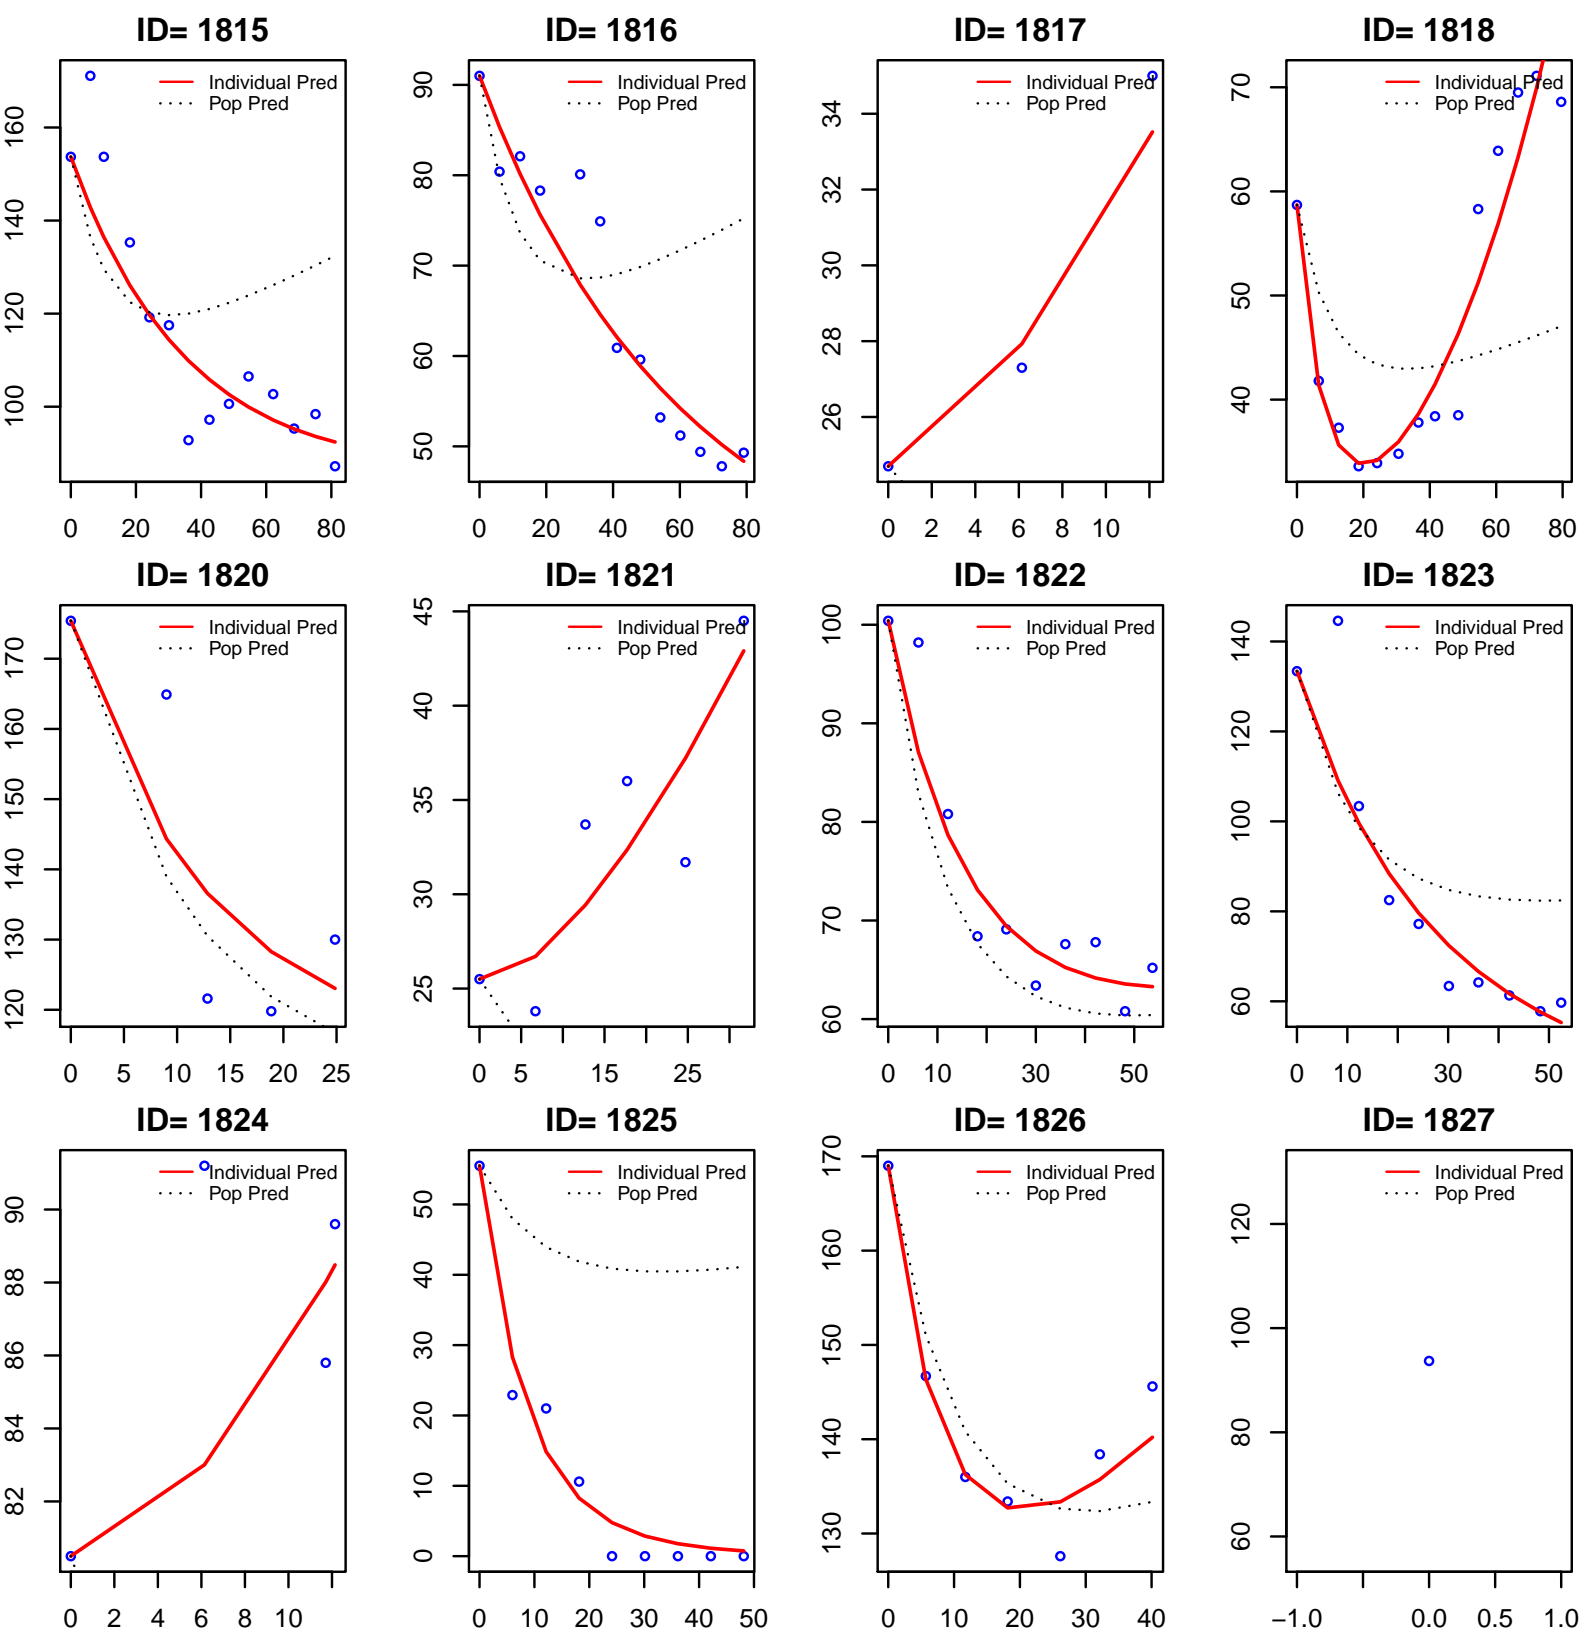 ID= 1815
Individual Pred
Pop Pred
100 120 140 160
0 20 40 60 80
ID= 1816
Individual Pred
Pop Pred
50 60 70 80 90
0 20 40 60 80
ID= 1817
Individual Pred
Pop Pred
26 28 30 32 34
0 2 4 6 8 10
ID= 1818
Individual Pred
Pop Pred
40 50 60 70
0 20 40 60 80
ID= 1820
Individual Pred
Pop Pred
120 130 140 150 160 170
0 5 10 15 20 25
ID= 1821
Individual Pred
Pop Pred
25 30 35 40 45
0 5 15 25
ID= 1822
Individual Pred
Pop Pred
60 70 80 90 100
0 10 30 50
ID= 1823
Individual Pred
Pop Pred
60 80 100 120 140
0 10 30 50
ID= 1824
Individual Pred
Pop Pred
82 84 86 88 90
0 2 4 6 8 10
ID= 1825
Individual Pred
Pop Pred
0 10 20 30 40 50
0 10 20 30 40 50
ID= 1826
Individual Pred
Pop Pred
130 140 150 160 170
0 10 20 30 40
ID= 1827
Individual Pred
Pop Pred
60 80 100 120
−1.0 0.0 0.5 1.0